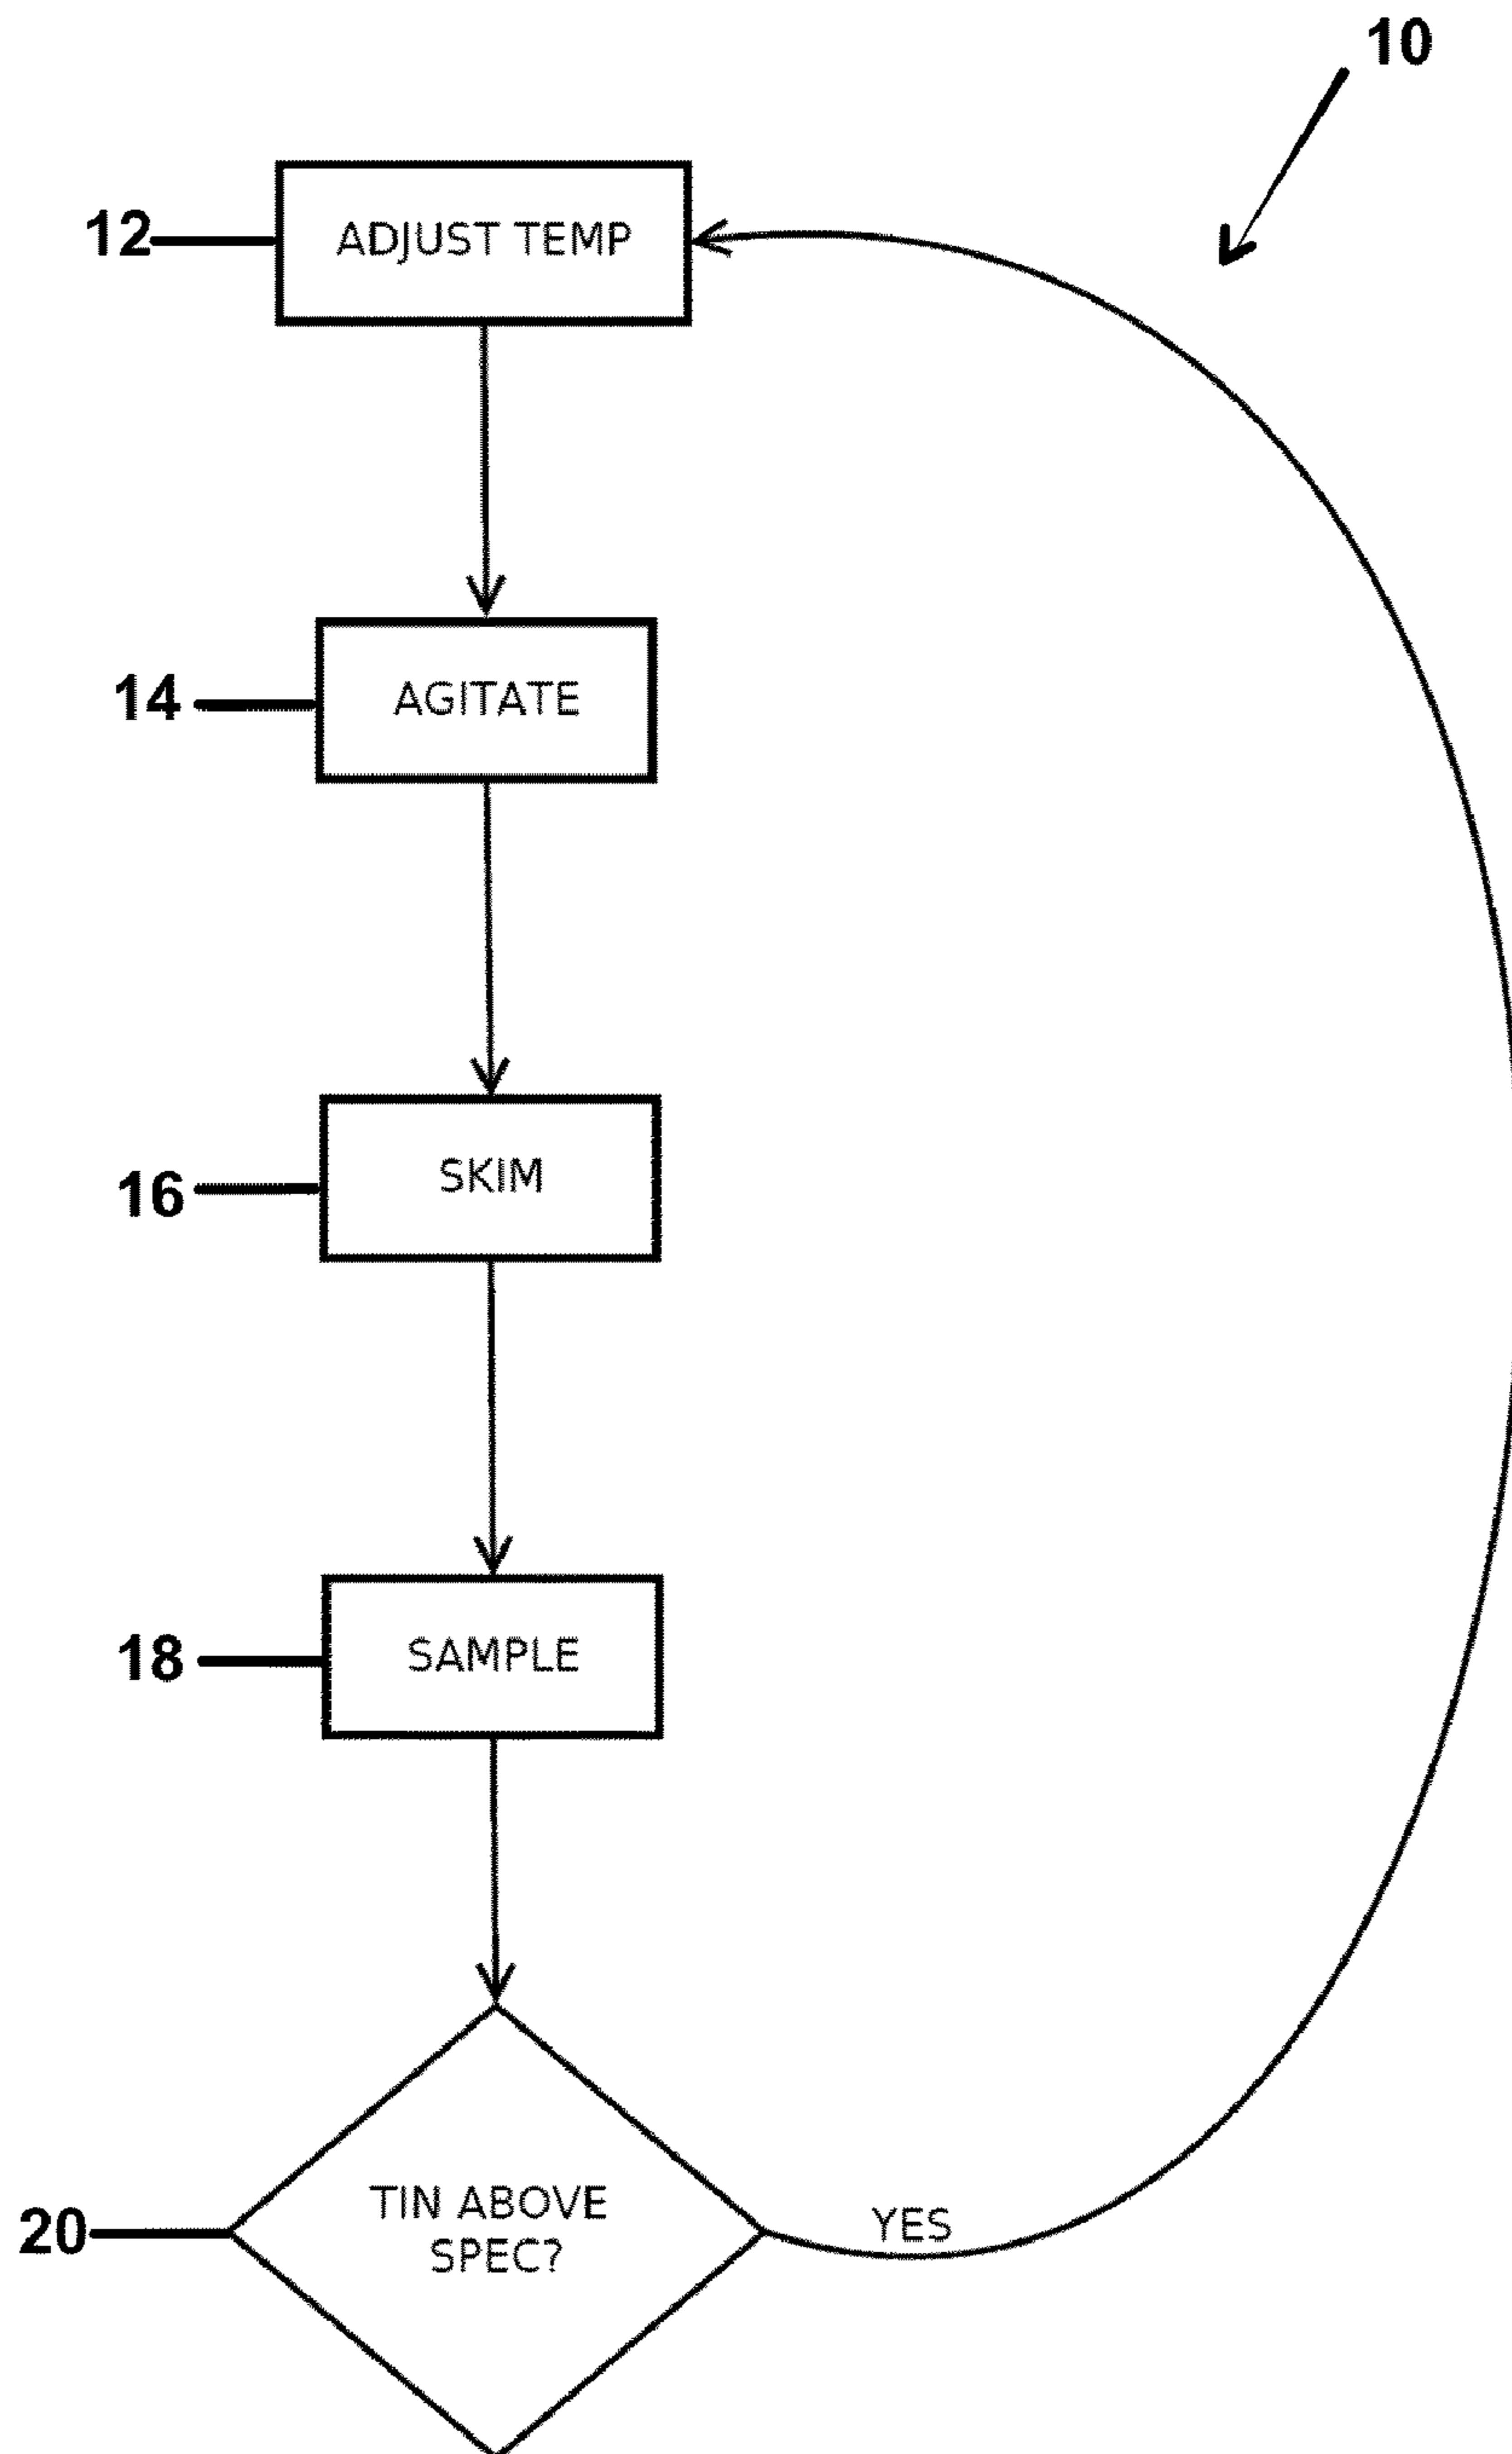 10
12
ADJUST TEMP
14
AGITATE
16
SKIM
18
SAMPLE
20
TIN ABOVE
SPEC?
YES